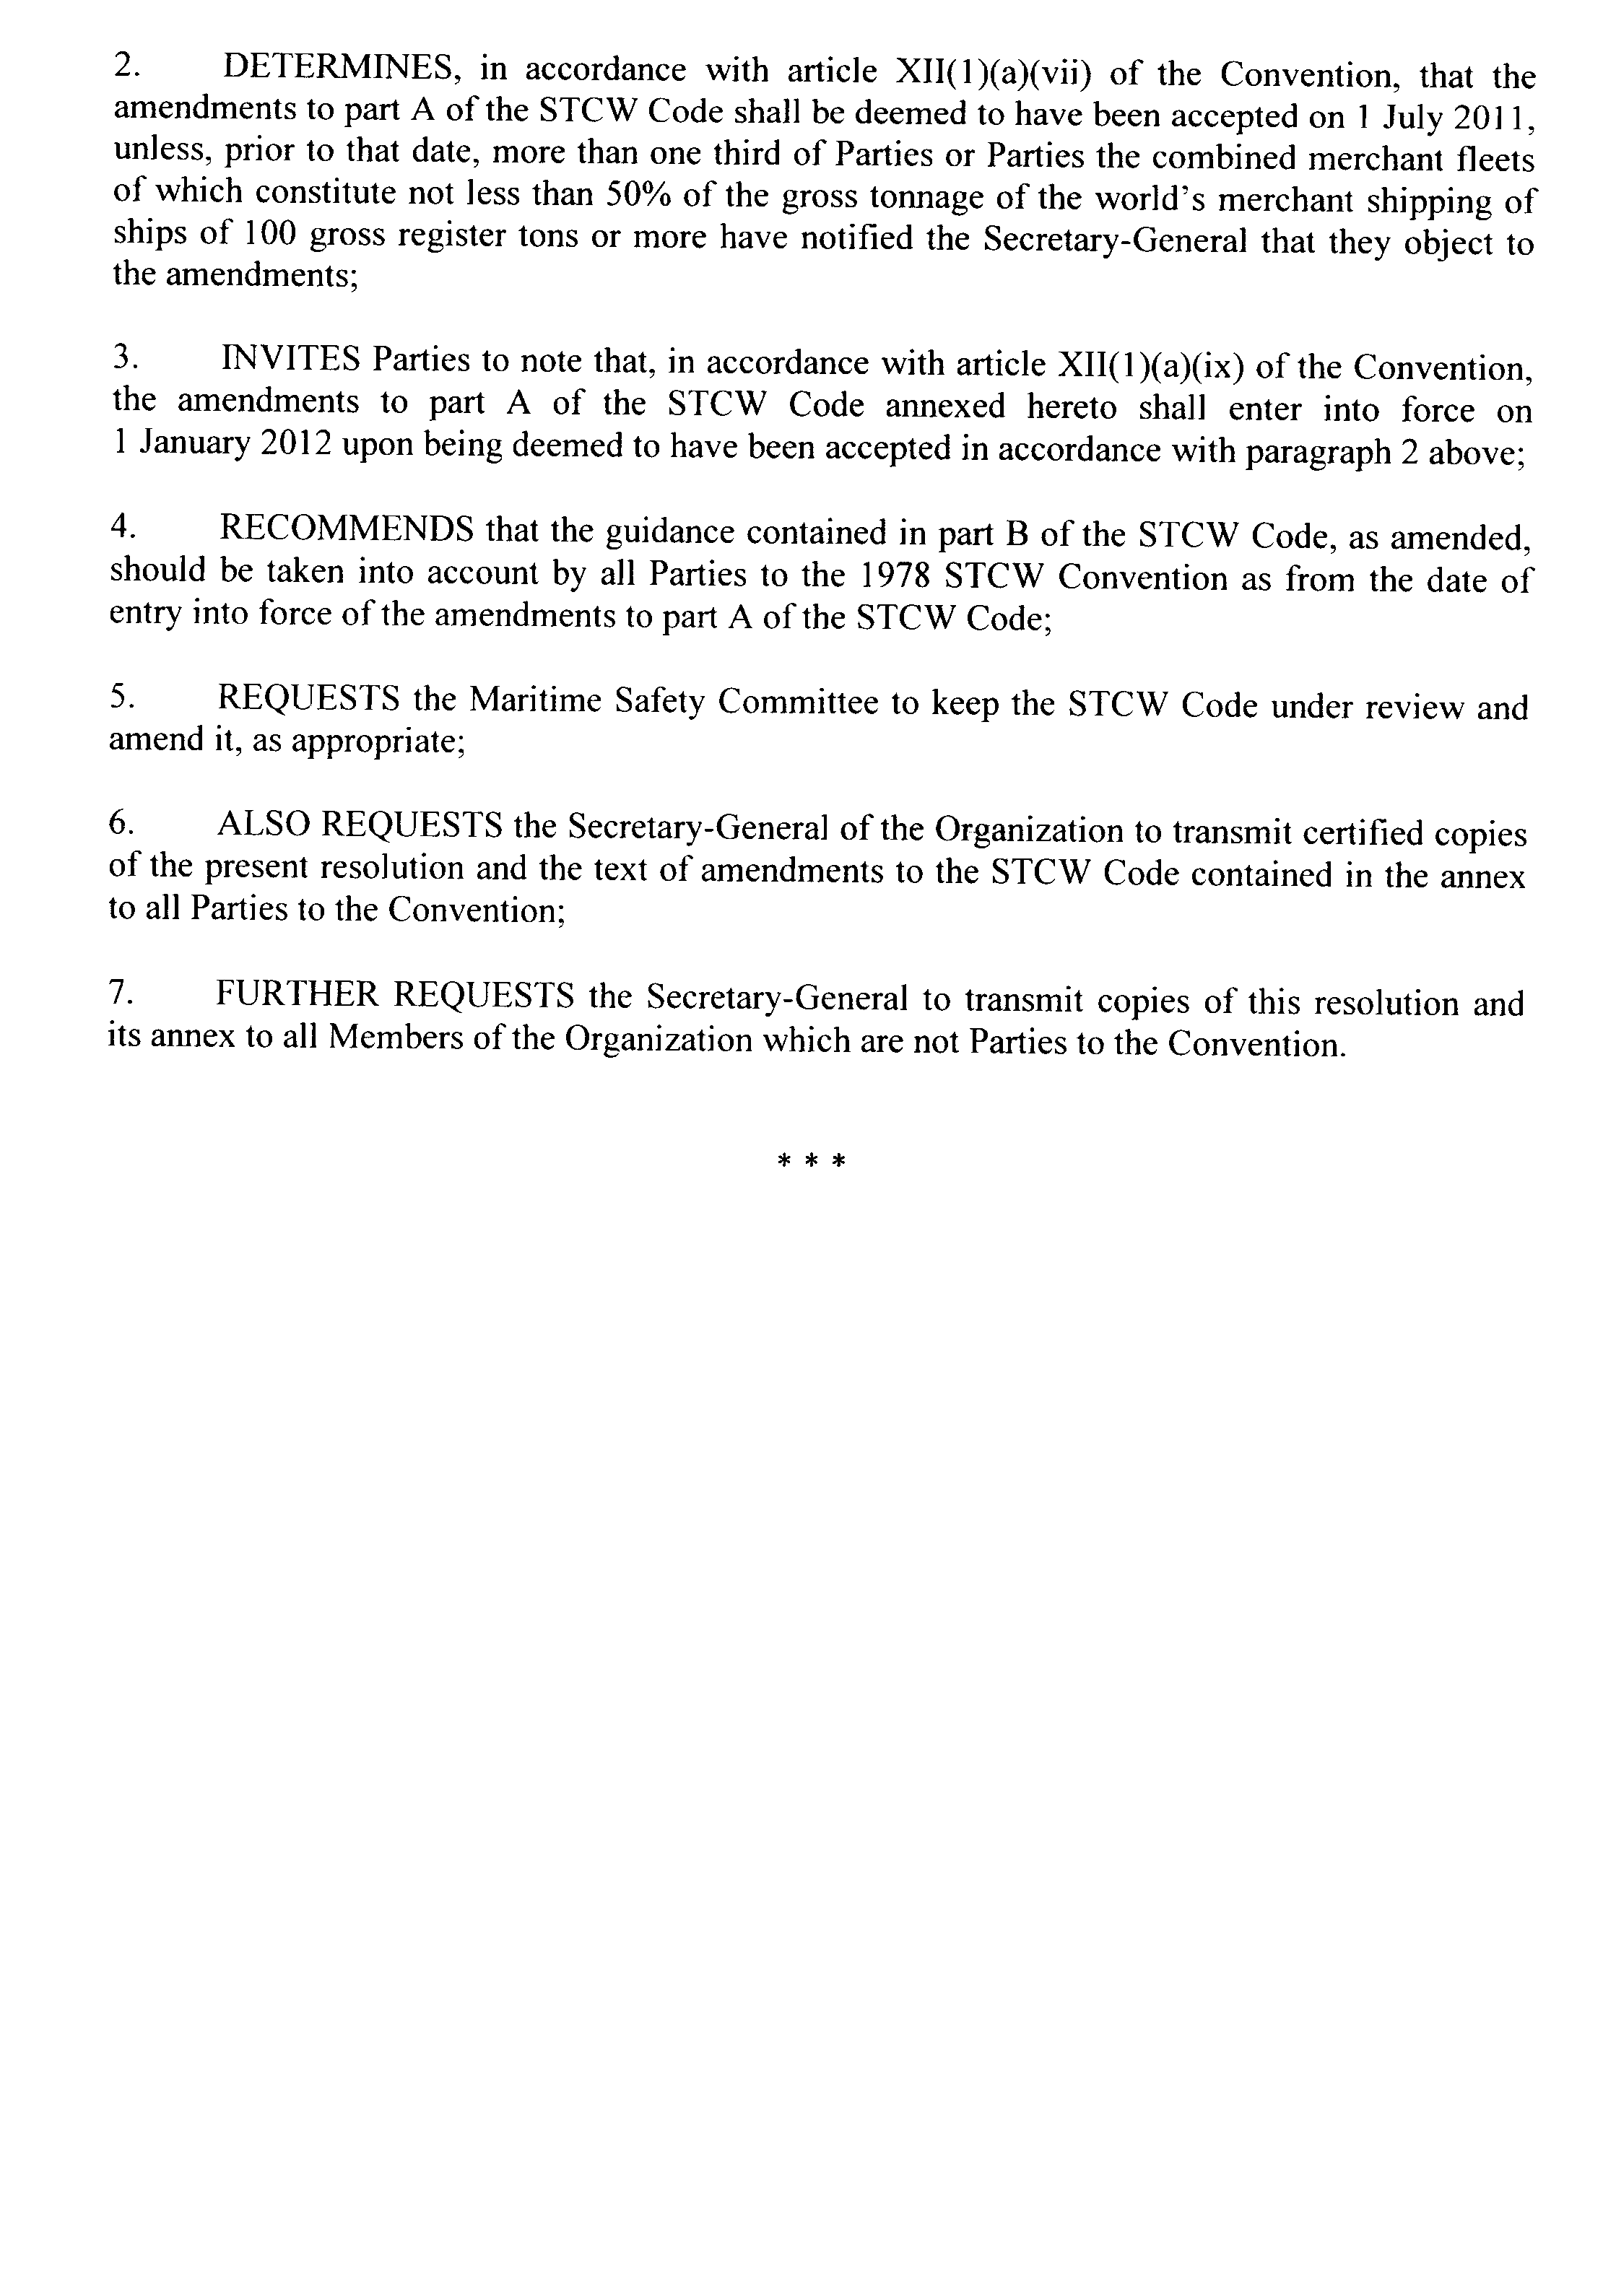 2. DETERMINES, in accordance with article XII(1)(a)(vii) of the Convention, that the
amendments to part A of the STCW Code shall be deemed to have been accepted on 1 July 2011,
unless, prior to that date, more than one third of Parties or Parties the combined merchant fleets
of which constitute not less than 50% of the gross tonnage of the world's merchant shipping of
ships of 100 gross register tons or more have notified the Secretary-General that they object to
the amendments;
3. INVITES Parties to note that, in accordance with article XII(1)(a)(ix) of the Convention,
the amendments to part A of the STCW Code annexed hereto shall enter into force on
1 January 2012 upon being deemed to have been accepted in accordance with paragraph 2 above;
4. RECOMMENDS that the guidance contained in part B of the STCW Code, as amended,
should be taken into account by all Parties to the 1978 STCW Convention as from the date of
entry into force of the amendments to part A of the STCW Code;
5. REQUESTS the Maritime Safety Committee to keep the STCW Code under review and
amend it, as appropriate;
6. ALSO REQUESTS the Secretary-General of the Organization to transmit certified copies
of the present resolution and the text of amendments to the STCW Code contained in the annex
to all Parties to the Convention;
7. FURTHER REQUESTS the Secretary-General to transmit copies of this resolution and
its annex to all Members of the Organization which are not Parties to the Convention.
* * *